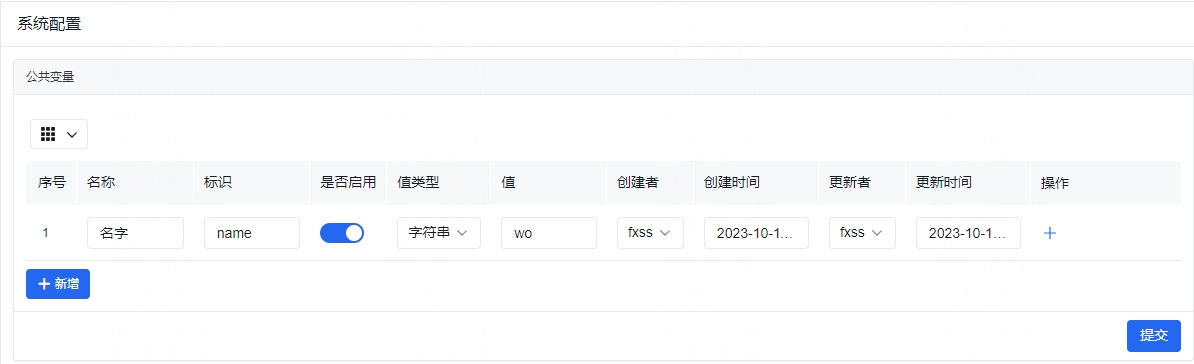 系统配置
公共变量
序号 名称 标识 是否启用 值类型 值 创建者 创建时间 更新者 更新时间 操作
1 名字 name 字符串 wo fxss 2023-10-1... fxss 2023-10-1...
新增
提交